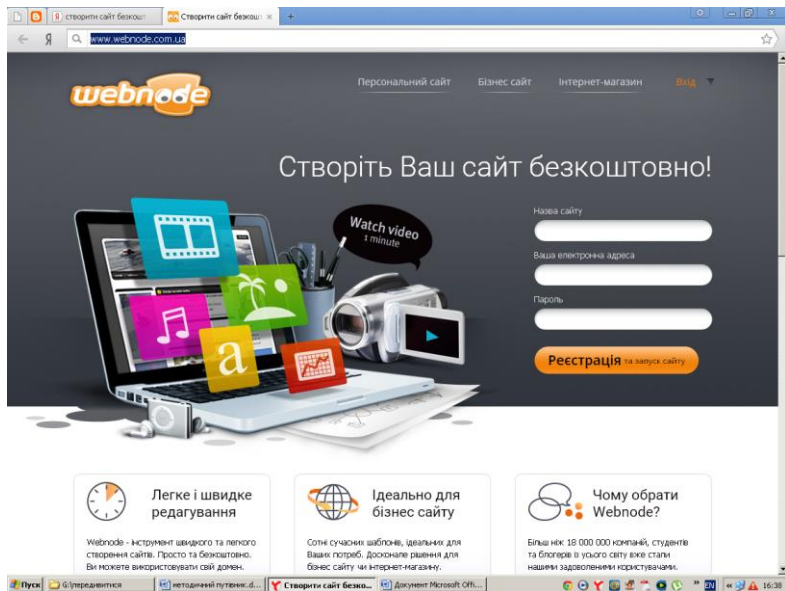 створити сайт безкошт
Створити сайт безкош
www.webnode.com.ua
webnode
Персональний сайт
Бізнес сайт
Інтернет-магазин
Вхід
Створіть Ваш сайт безкоштовно!
Watch video
1 minute
Назва сайту
Ваша електронна адреса
Пароль
Реєстрація та запуск сайту
Легке і швидке
редагування
Webnode - інструмент швидкого та легкого
створення сайтів. Просто та безкоштовно.
Ви можете використовувати свій домен.
Ідеально для
бізнес сайту
Сотні сучасних шаблонів, ідеальних для
Ваших потреб. Досконале рішення для
бізнес сайту чи інтернет-магазину.
Чому обрати
Webnode?
Більш ніж 18 000 000 компаній, студентів
та блогерів із усього світу вже стали
нашими задоволеними користувачами.
Пуск
G:\передивитися
методичний путівник.d...
Створити сайт безко...
Документ Microsoft Offi...
EN
16:38